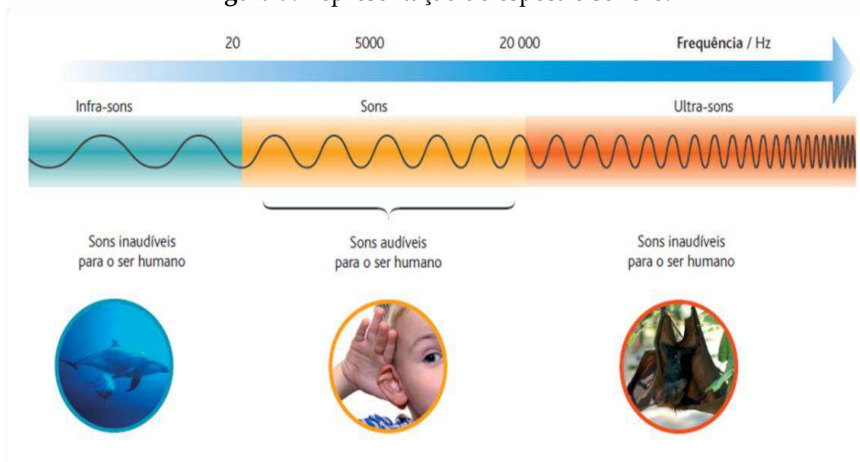 20 5000 20 000 Frequência / Hz
Infra-sons Sons Ultra-sons
Sons inaudíveis
para o ser humano
Sons audíveis
para o ser humano
Sons inaudíveis
para o ser humano